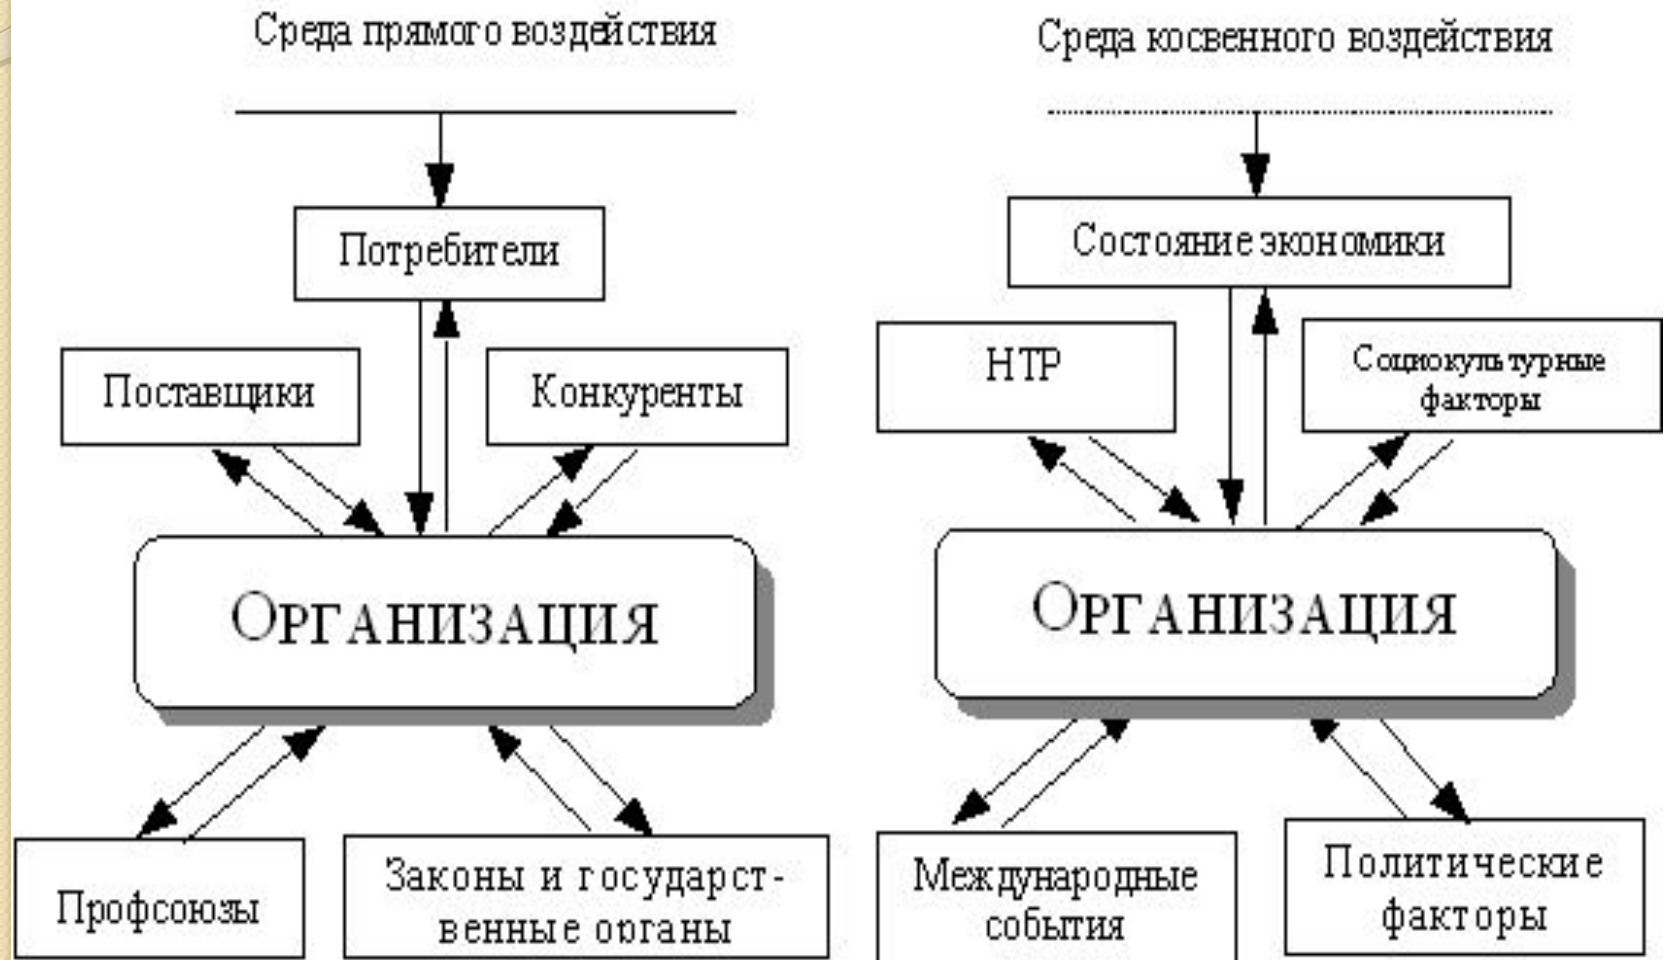 Среда прямого воздействия
Потребители
Поставщики
Конкуренты
ОРГАНИЗАЦИЯ
Профсоюзы
Законы и государст-
венные органы
Среда косвенного воздействия
Состояние экономики
НТР
Социокультурные
факторы
ОРГАНИЗАЦИЯ
Международные
события
Политические
факторы